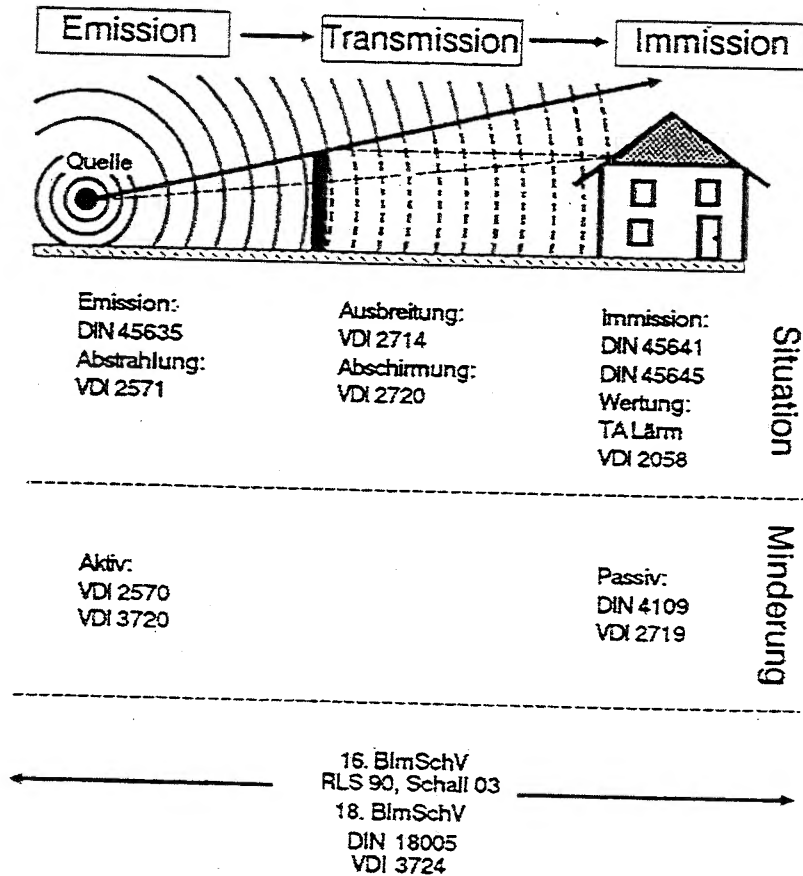 Emission
Transmission
Immission
Quelle
Emission:
DIN 45635
Abstrahlung:
VDI 2571
Ausbreitung:
VDI 2714
Abschirmung:
VDI 2720
Immission:
DIN 45641
DIN 45645
Wertung:
TA Lärm
VDI 2058
Situation
Aktiv:
VDI 2570
VDI 3720
Passiv:
DIN 4109
VDI 2719
Minderung
16. BImSchV
RLS 90, Schall 03
18. BImSchV
DIN 18005
VDI 3724